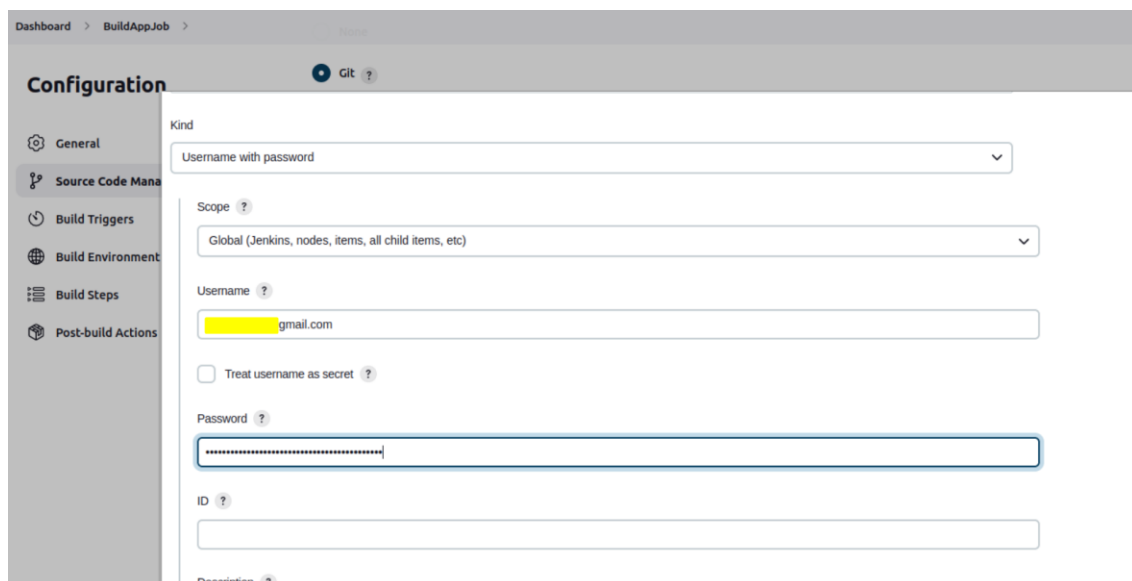 Dashboard > BuildAppJob >
None
Configuration
Git ?
Kind
General
Username with password
Source Code Mana
Scope ?
Build Triggers
Global (Jenkins, nodes, items, all child items, etc)
Build Environment
Username ?
Build Steps
gmail.com
Post-build Actions
Treat username as secret ?
Password ?
ID ?
Description ?